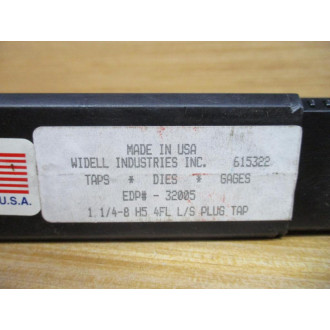 MADE IN USA
WIDELL INDUSTRIES INC. 615322
TAPS * DIES * GAGES
EDP# - 32005
1 1/4-8 H5 4FL L/S PLUS TAP
U.S.A.